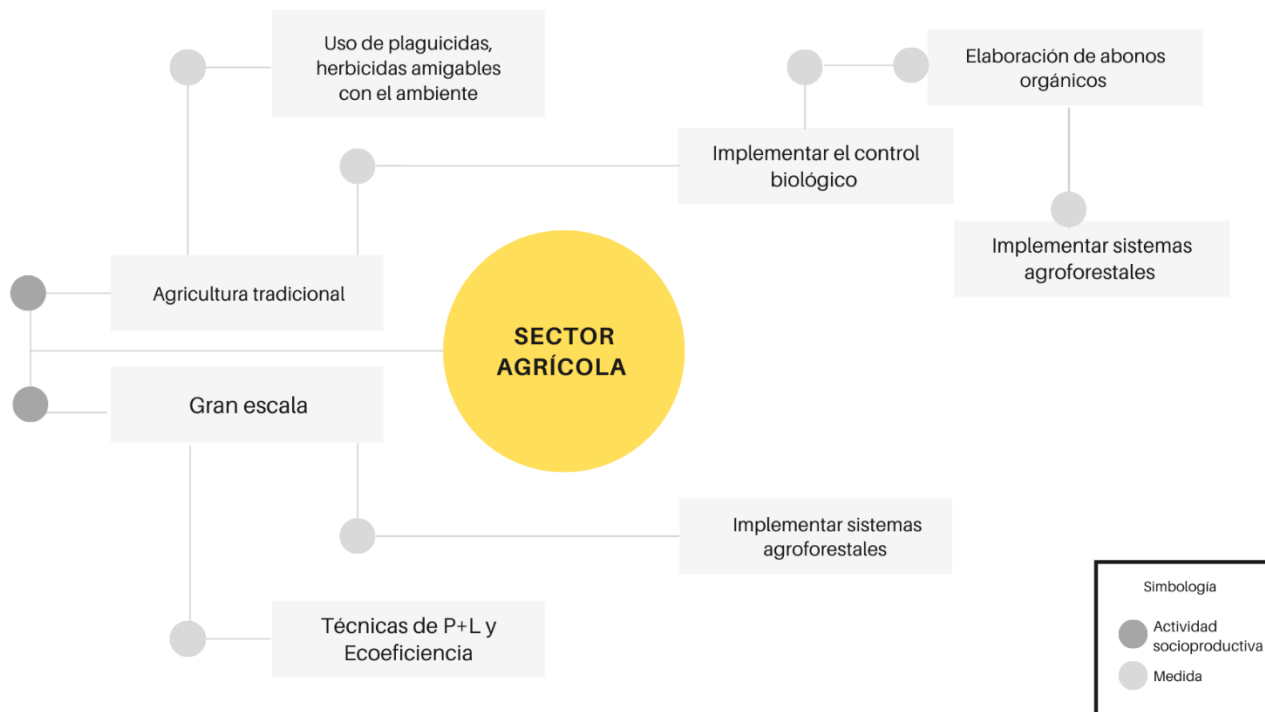 Uso de plaguicidas,
herbicidas amigables
con el ambiente
Elaboración de abonos
orgánicos
Implementar el control
biológico
Implementar sistemas
agroforestales
Agricultura tradicional
SECTOR
AGRÍCOLA
Gran escala
Implementar sistemas
agroforestales
Técnicas de P+L y
Ecoeficiencia
Simbología
Actividad
socioproductiva
Medida